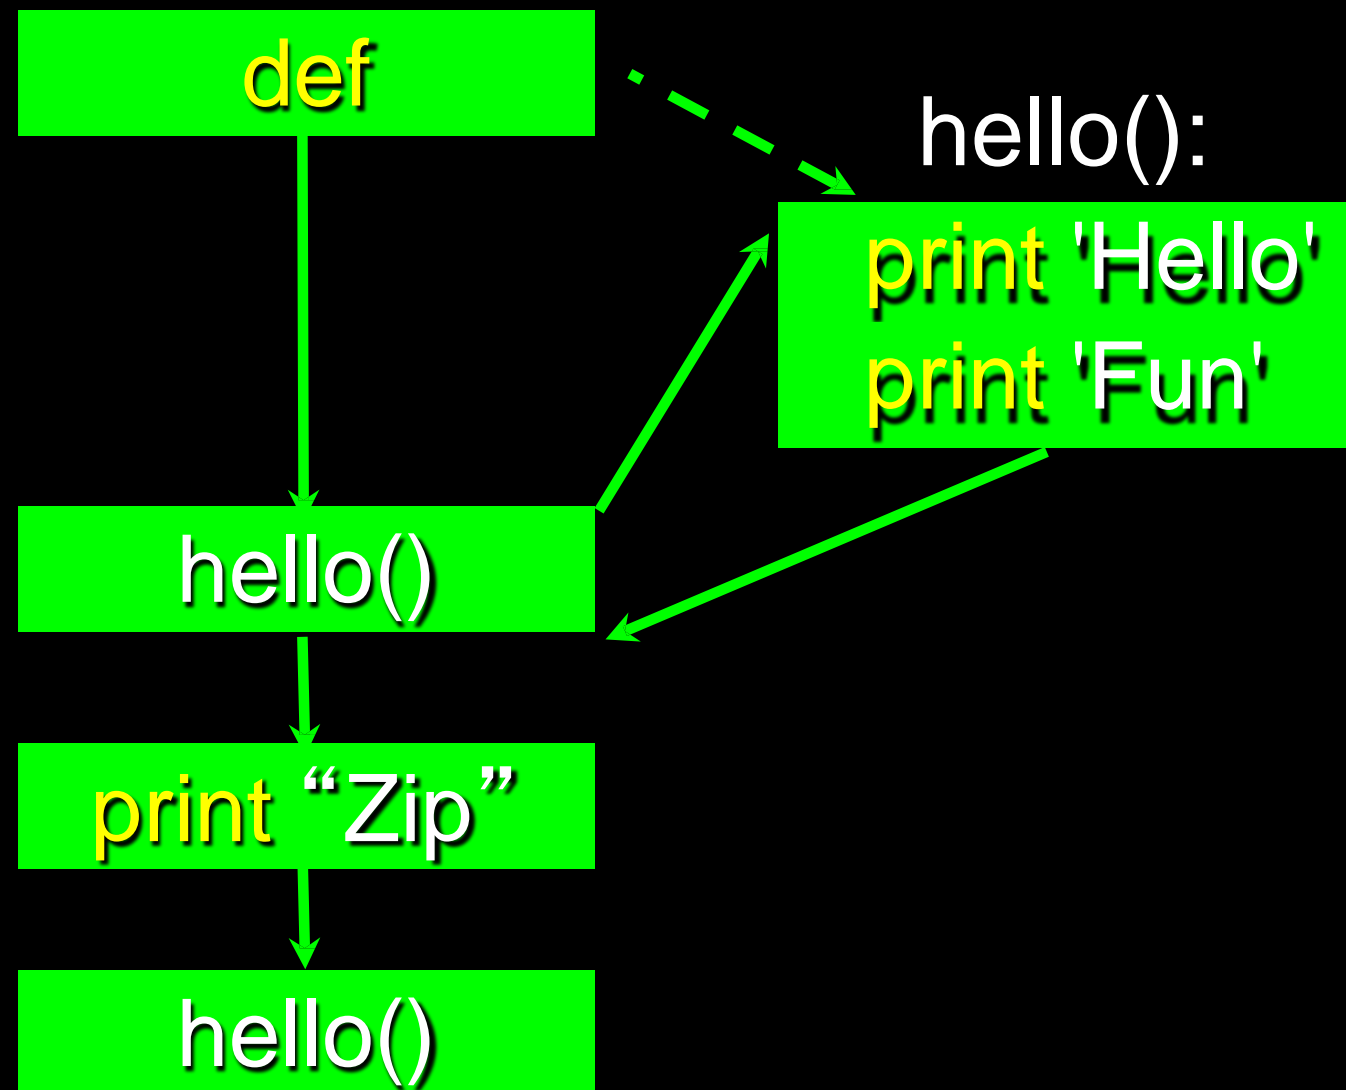 def
hello():
print 'Hello'
print 'Fun'
hello()
print “Zip”
hello()